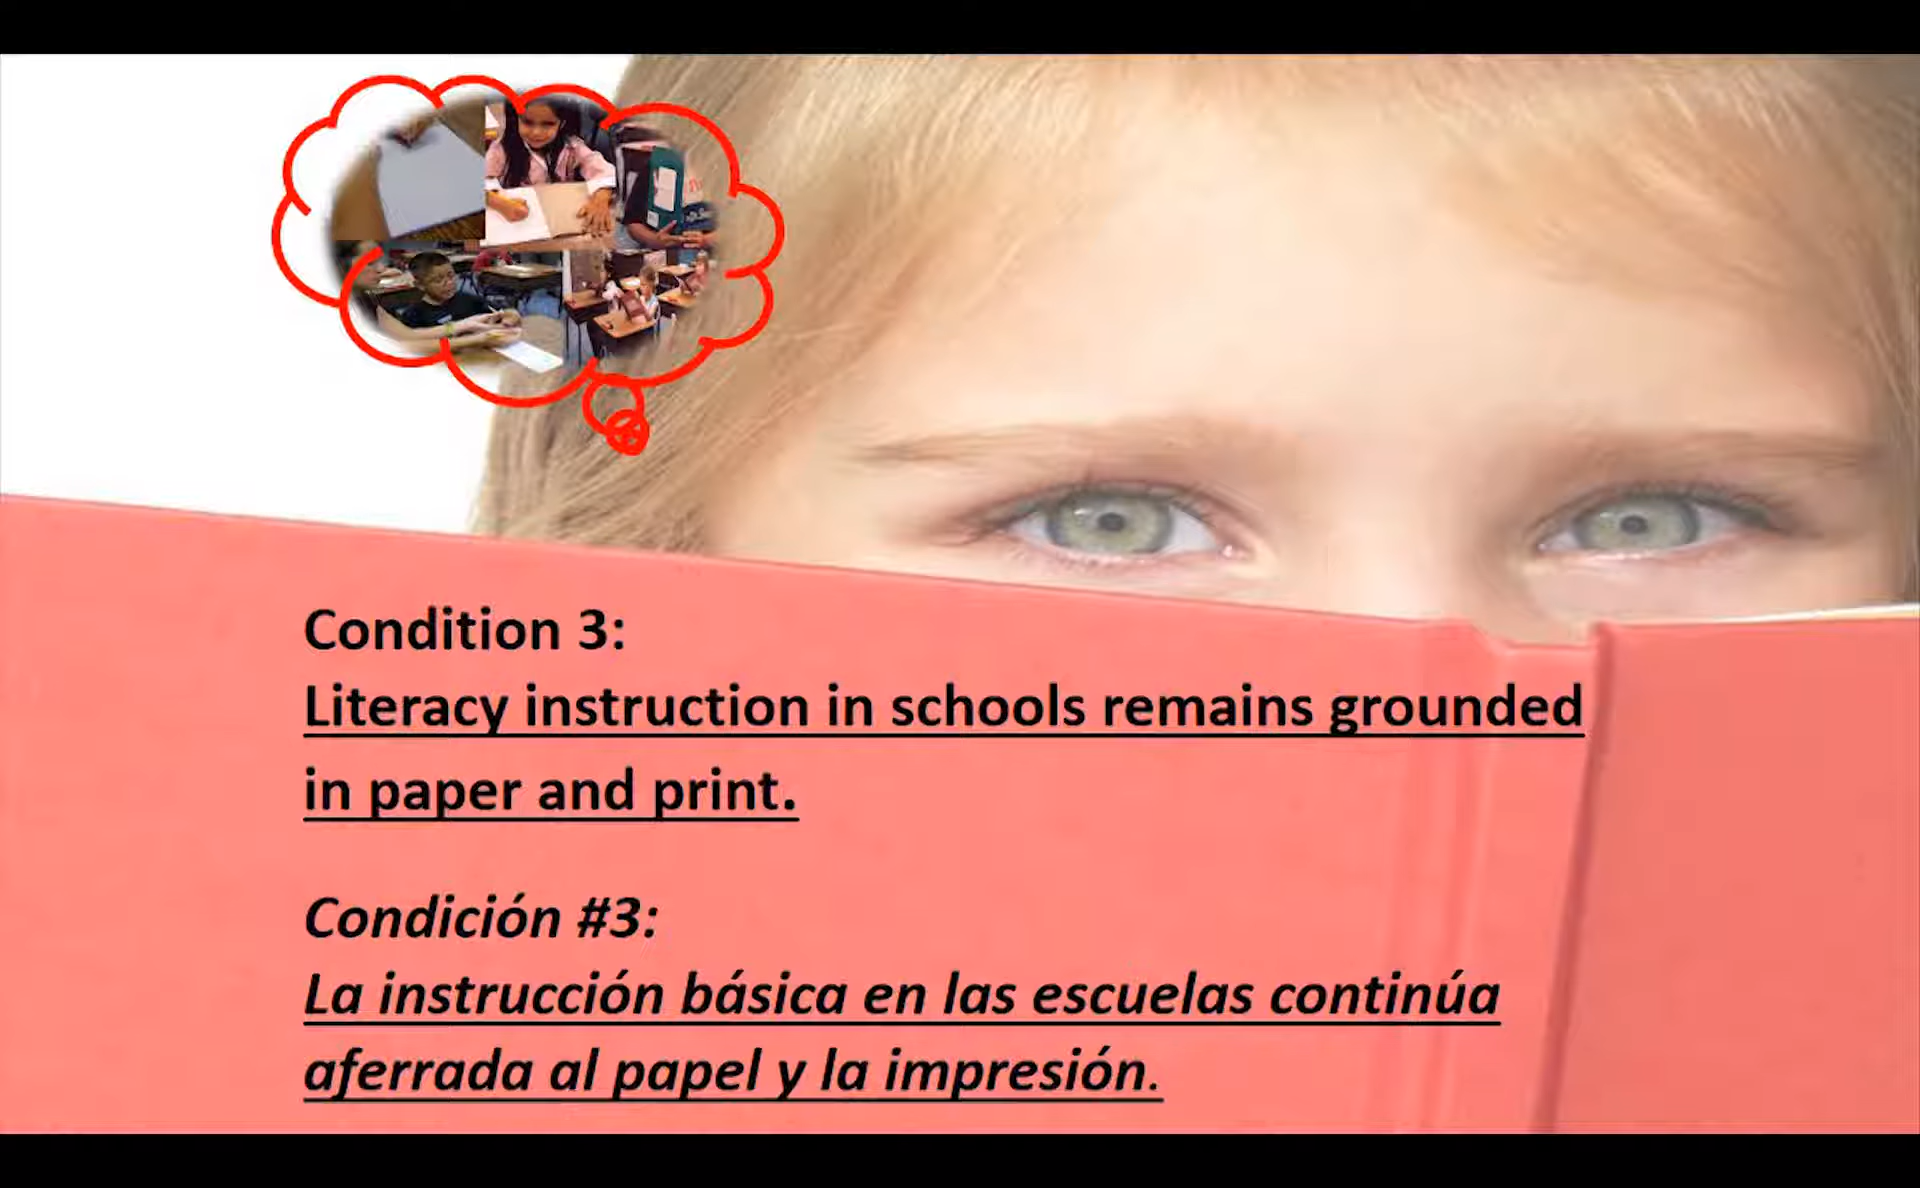 Condition 3:
Literacy instruction in schools remains grounded
in paper and print.
Condición #3:
La instrucción básica en las escuelas continúa
aferrada al papel y la impresión.